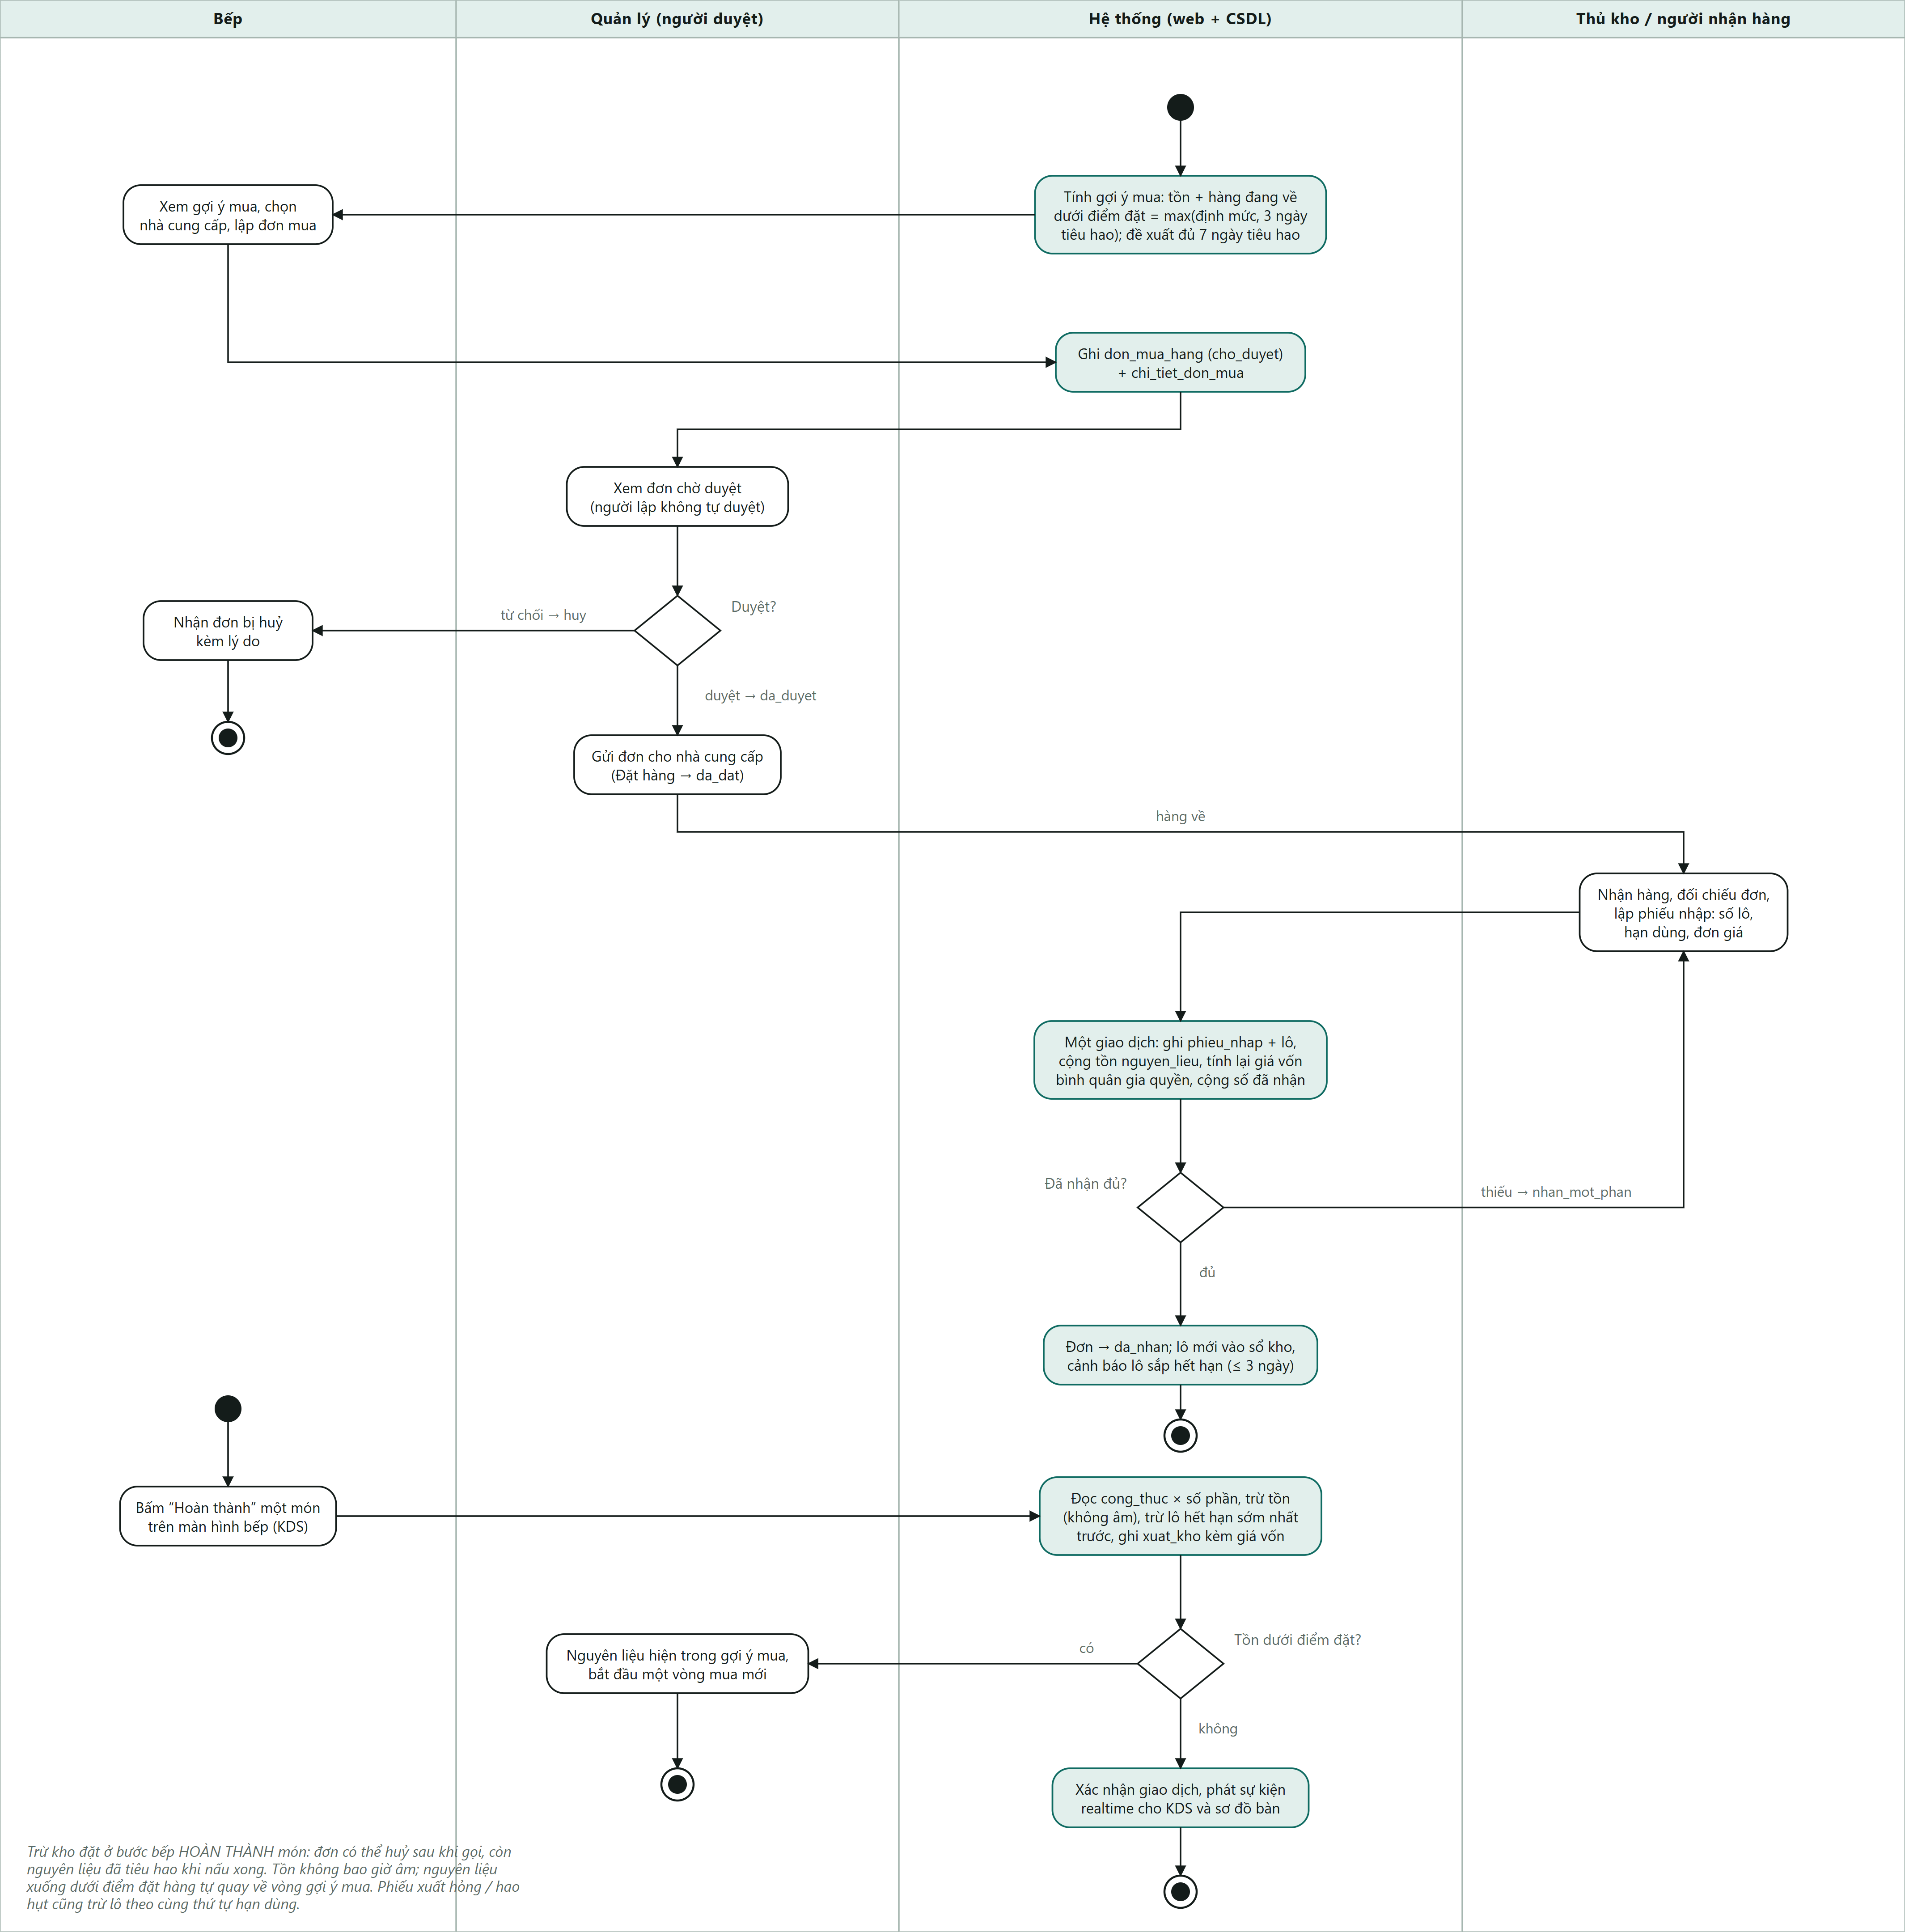 Bếp
Quản lý (người duyệt)
Hệ thống (web + CSDL)
Thủ kho / người nhận hàng
Tính gợi ý mua: tồn + hàng đang về
dưới điểm đặt = max(định mức, 3 ngày
tiêu hao); đề xuất đủ 7 ngày tiêu hao
Xem gợi ý mua, chọn
nhà cung cấp, lập đơn mua
Ghi don_mua_hang (cho_duyet)
+ chi_tiet_don_mua
Xem đơn chờ duyệt
(người lập không tự duyệt)
Duyệt?
từ chối → huy
Nhận đơn bị huỷ
kèm lý do
duyệt → da_duyet
Gửi đơn cho nhà cung cấp
(Đặt hàng → da_dat)
hàng về
Nhận hàng, đối chiếu đơn,
lập phiếu nhập: số lô,
hạn dùng, đơn giá
Một giao dịch: ghi phieu_nhap + lô,
cộng tồn nguyen_lieu, tính lại giá vốn
bình quân gia quyền, cộng số đã nhận
Đã nhận đủ?
thiếu → nhan_mot_phan
đủ
Đơn → da_nhan; lô mới vào sổ kho,
cảnh báo lô sắp hết hạn (≤ 3 ngày)
Bấm “Hoàn thành” một món
trên màn hình bếp (KDS)
Đọc cong_thuc × số phần, trừ tồn
(không âm), trừ lô hết hạn sớm nhất
trước, ghi xuat_kho kèm giá vốn
Tồn dưới điểm đặt?
có
Nguyên liệu hiện trong gợi ý mua,
bắt đầu một vòng mua mới
không
Xác nhận giao dịch, phát sự kiện
realtime cho KDS và sơ đồ bàn
Trừ kho đặt ở bước bếp HOÀN THÀNH món: đơn có thể huỷ sau khi gọi, còn
nguyên liệu đã tiêu hao khi nấu xong. Tồn không bao giờ âm; nguyên liệu
xuống dưới điểm đặt hàng tự quay về vòng gợi ý mua. Phiếu xuất hỏng / hao
hụt cũng trừ lô theo cùng thứ tự hạn dùng.